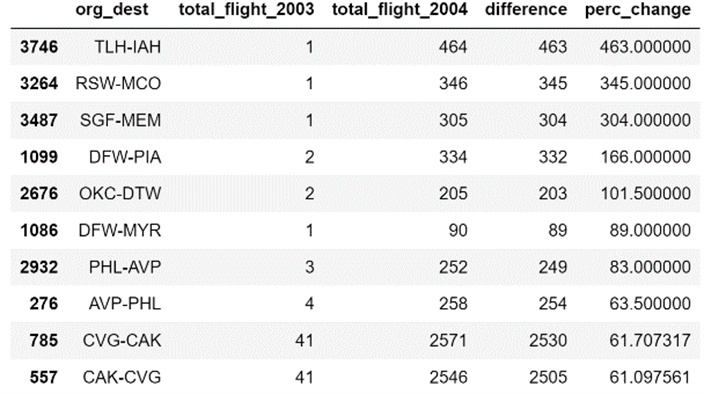 org_dest total_flight_2003 total_flight_2004 difference perc_change
3746 TLH-IAH 1 464 463 463.000000
3264 RSW-MCO 1 346 345 345.000000
3487 SGF-MEM 1 305 304 304.000000
1099 DFW-PIA 2 334 332 166.000000
2676 OKC-DTW 2 205 203 101.500000
1086 DFW-MYR 1 90 89 89.000000
2932 PHL-AVP 3 252 249 83.000000
276 AVP-PHL 4 258 254 63.500000
785 CVG-CAK 41 2571 2530 61.707317
557 CAK-CVG 41 2546 2505 61.097561